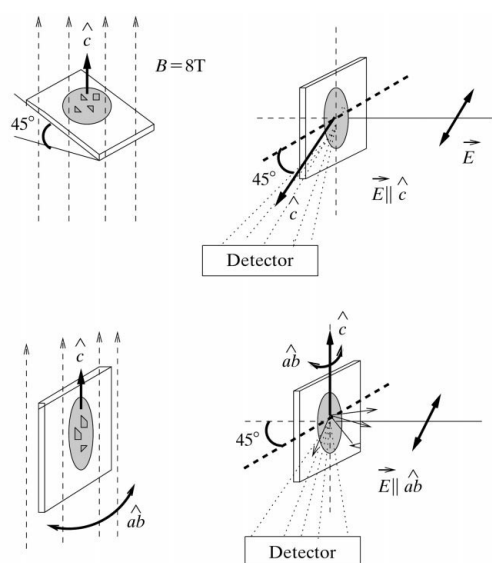 ĉ
B = 8T
45°
E
45°
ĉ
E || ĉ
Detector
ĉ
ab
ĉ
ab
45°
E || ab
Detector